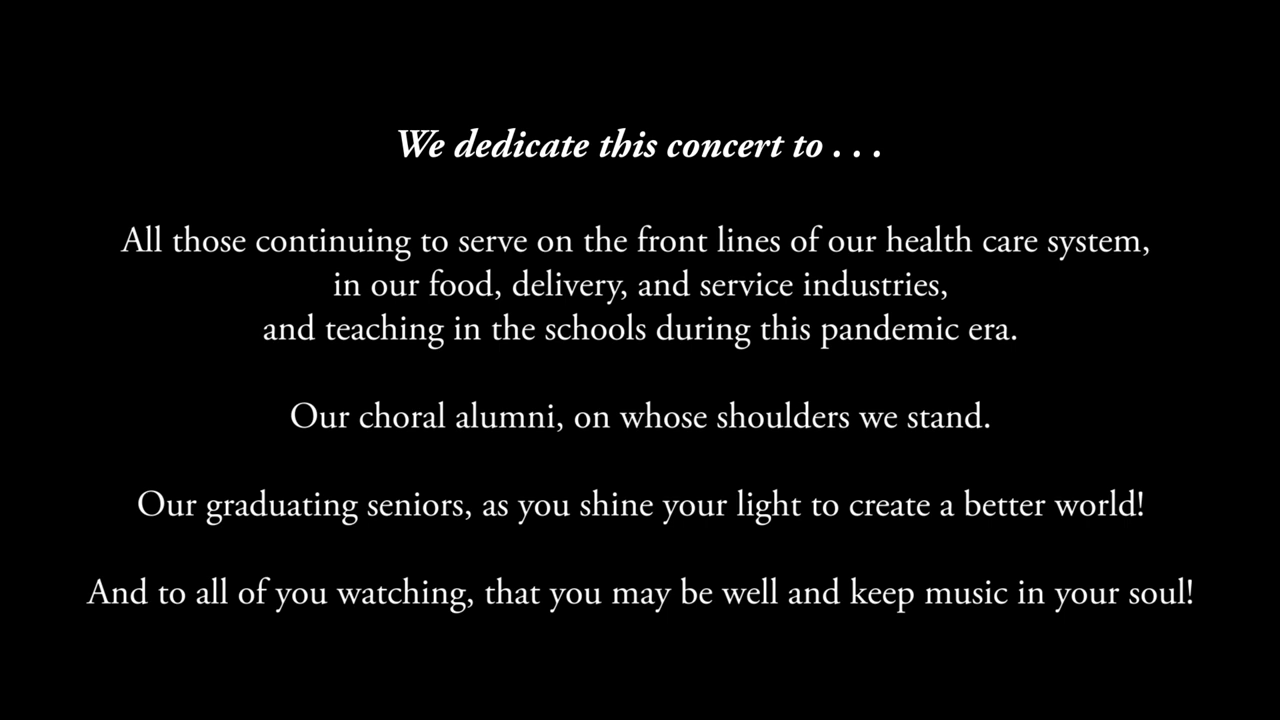 We dedicate this concert to . . .
All those continuing to serve on the front lines of our health care system,
in our food, delivery, and service industries,
and teaching in the schools during this pandemic era.
Our choral alumni, on whose shoulders we stand.
Our graduating seniors, as you shine your light to create a better world!
And to all of you watching, that you may be well and keep music in your soul!